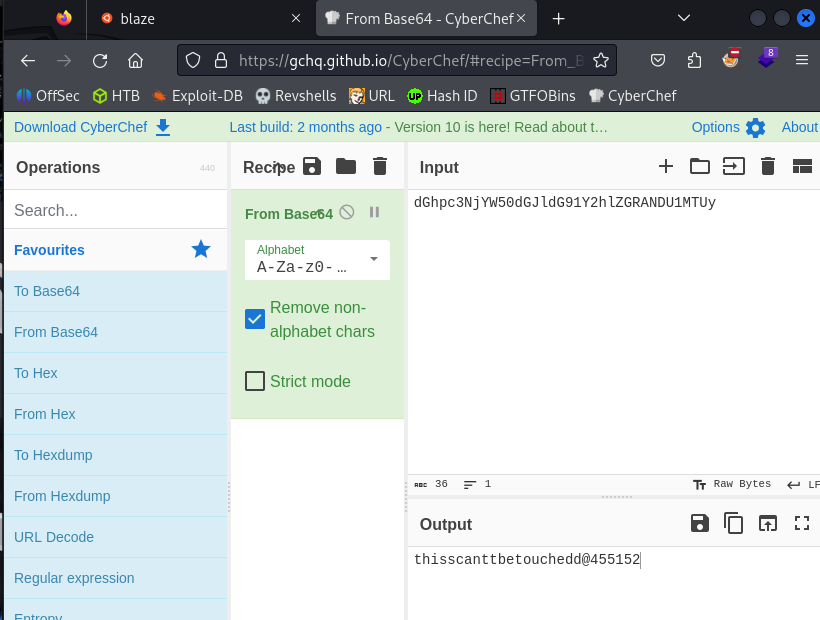 blaze
From Base64 - CyberChef
8
https://gchq.github.io/CyberChef/#recipe=From_B
OffSec HTB Exploit-DB Revshells URL Hash ID GTFOBins CyberChef
Download CyberChef Last build: 2 months ago - Version 10 is here! Read about t… Options About
Operations 440 Recipe Input
Search...
dGhpc3NjYW50dGJldG91Y2hlZGRANDU1MTUy
From Base64
Favourites
Alphabet
A-Za-z0-…
To Base64
Remove non-
alphabet chars
From Base64
To Hex
Strict mode
From Hex
To Hexdump
ABC 36 1 Raw Bytes LF
From Hexdump
Output
URL Decode
thisscanttbetouchedd@455152
Regular expression
Entropy